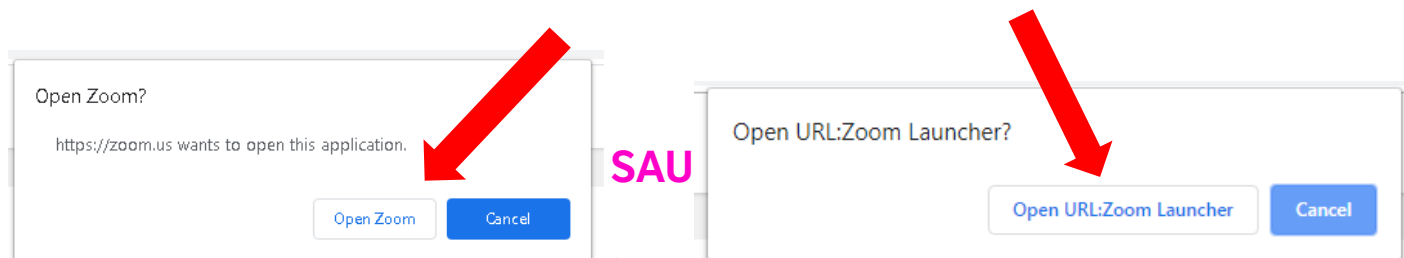 Open Zoom?
https://zoom.us wants to open this application.
Open Zoom Cancel
SAU
Open URL:Zoom Launcher?
Open URL:Zoom Launcher Cancel